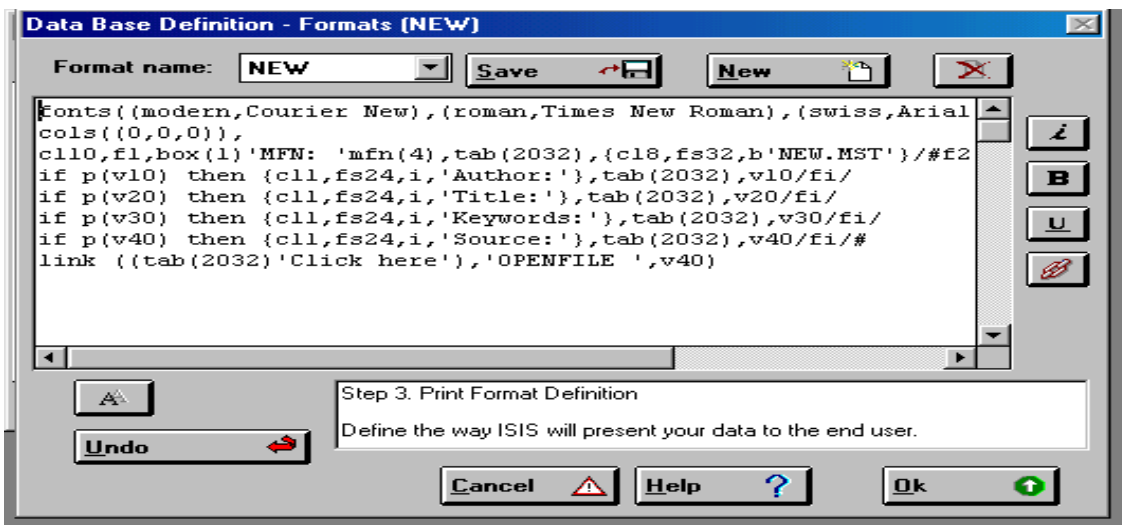 Data Base Definition - Formats (NEW)
Format name: NEW Save New
fonts((modern,Courier New),(roman,Times New Roman),(swiss,Arial
cols((0,0,0)),
cl10,f1,box(1)'MFN: 'mfn(4),tab(2032),{cl8,fs32,b'NEW.MST'}/#f2
if p(v10) then {cl1,fs24,i,'Author:'},tab(2032),v10/fi/
if p(v20) then {cl1,fs24,i,'Title:'},tab(2032),v20/fi/
if p(v30) then {cl1,fs24,i,'Keywords:'},tab(2032),v30/fi/
if p(v40) then {cl1,fs24,i,'Source:'},tab(2032),v40/fi/#
link ((tab(2032)'Click here'),'OPENFILE ',v40)
i
B
U
A
Step 3. Print Format Definition
Define the way ISIS will present your data to the end user.
Undo
Cancel Help ? Ok